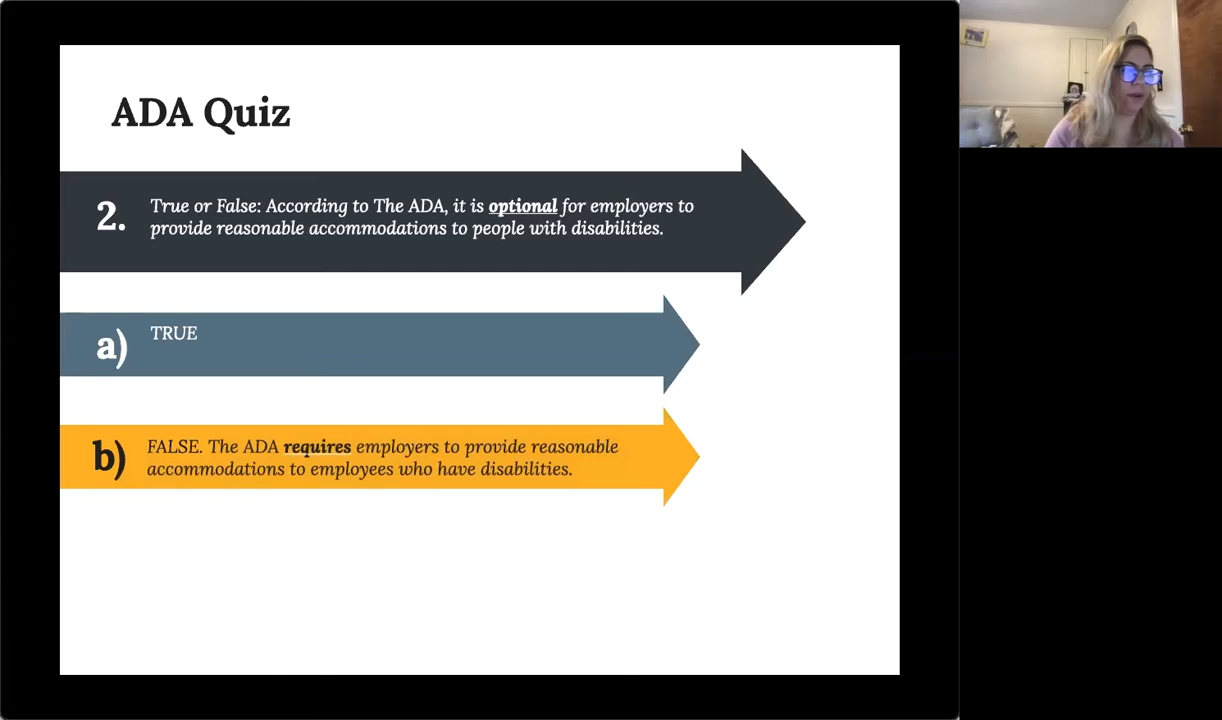 ADA Quiz
2.
True or False: According to The ADA, it is optional for employers to
provide reasonable accommodations to people with disabilities.
a)
TRUE
b)
FALSE. The ADA requires employers to provide reasonable
accommodations to employees who have disabilities.